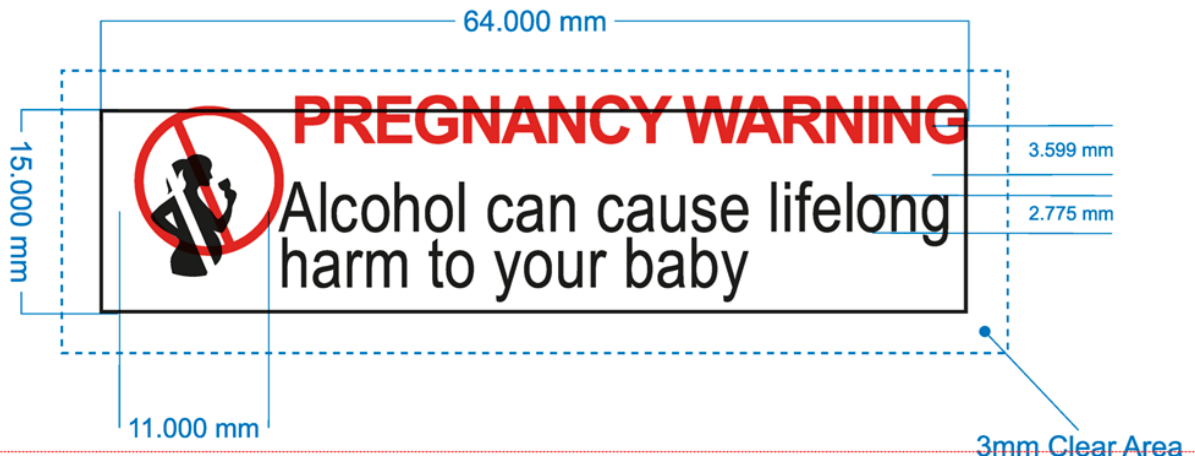 64.000 mm
PREGNANCY WARNING
3.599 mm
15.000 mm
Alcohol can cause lifelong
2.775 mm
harm to your baby
11.000 mm
3mm Clear Area